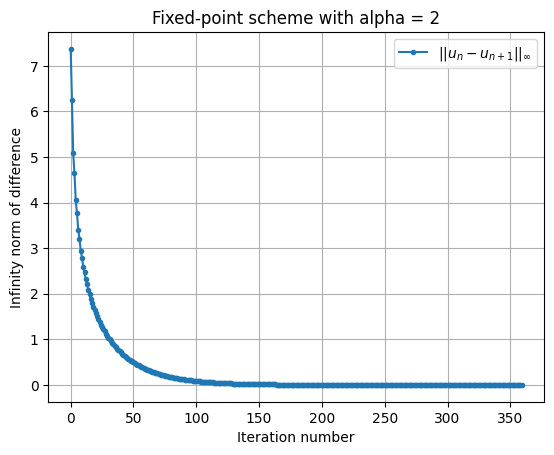 Fixed-point scheme with alpha = 2
||u_n − u_{n+1}||_∞
Infinity norm of difference
7
6
5
4
3
2
1
0
0 50 100 150 200 250 300 350
Iteration number